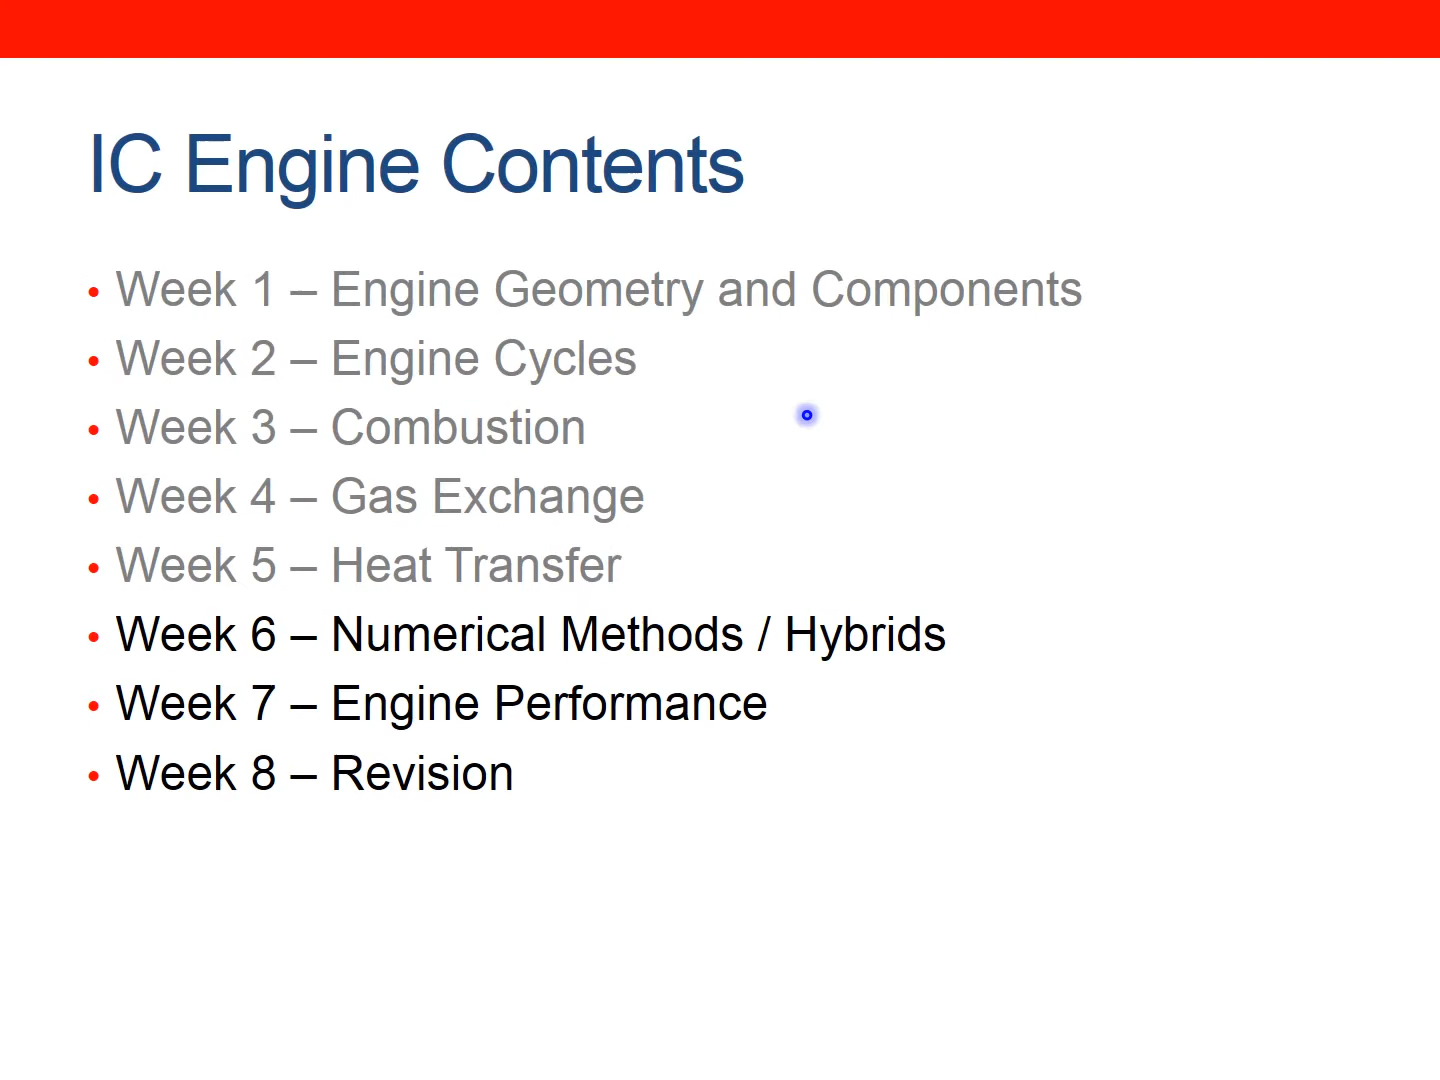 IC Engine Contents
• Week 1 – Engine Geometry and Components
• Week 2 – Engine Cycles
• Week 3 – Combustion
• Week 4 – Gas Exchange
• Week 5 – Heat Transfer
• Week 6 – Numerical Methods / Hybrids
• Week 7 – Engine Performance
• Week 8 – Revision